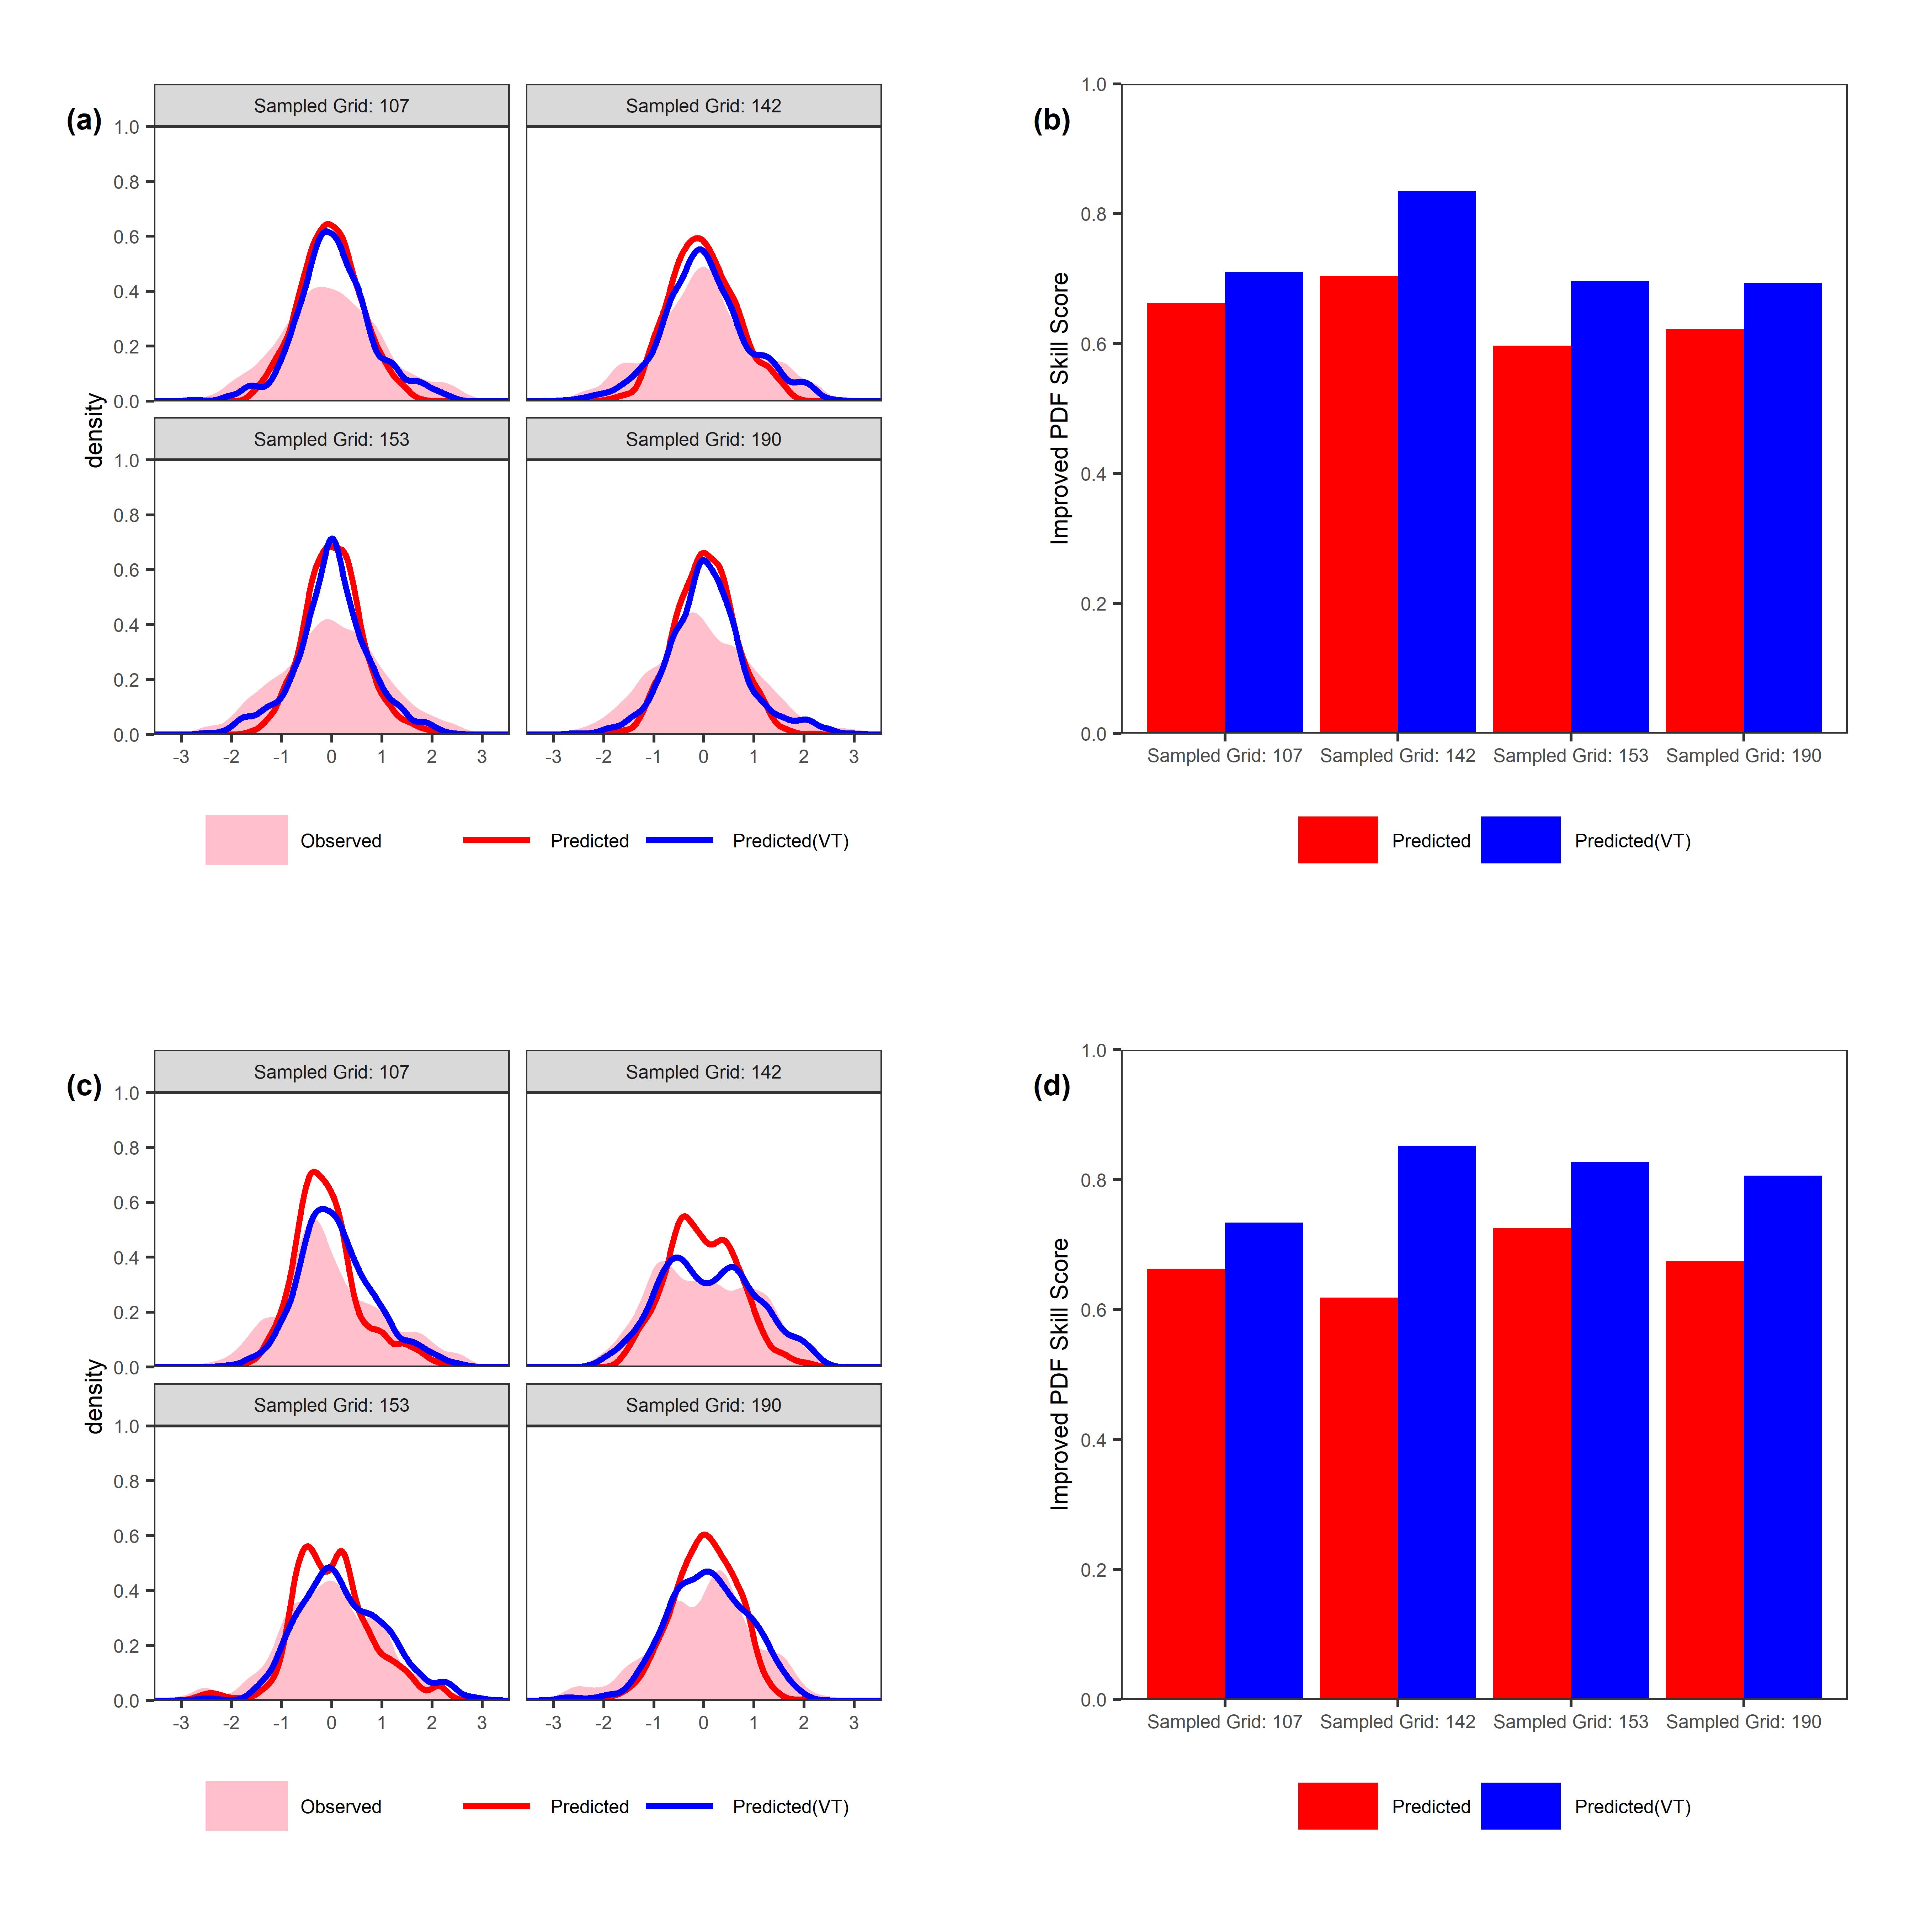 (a)
Sampled Grid: 107
Sampled Grid: 142
1.0
0.8
0.6
0.4
0.2
0.0
density
Sampled Grid: 153
Sampled Grid: 190
1.0
0.8
0.6
0.4
0.2
0.0
-3 -2 -1 0 1 2 3
-3 -2 -1 0 1 2 3
Observed Predicted Predicted(VT)
(b)
1.0
0.8
0.6
0.4
0.2
0.0
Improved PDF Skill Score
Sampled Grid: 107 Sampled Grid: 142 Sampled Grid: 153 Sampled Grid: 190
Predicted Predicted(VT)
(c)
Sampled Grid: 107
Sampled Grid: 142
1.0
0.8
0.6
0.4
0.2
0.0
density
Sampled Grid: 153
Sampled Grid: 190
1.0
0.8
0.6
0.4
0.2
0.0
-3 -2 -1 0 1 2 3
-3 -2 -1 0 1 2 3
Observed Predicted Predicted(VT)
(d)
1.0
0.8
0.6
0.4
0.2
0.0
Improved PDF Skill Score
Sampled Grid: 107 Sampled Grid: 142 Sampled Grid: 153 Sampled Grid: 190
Predicted Predicted(VT)